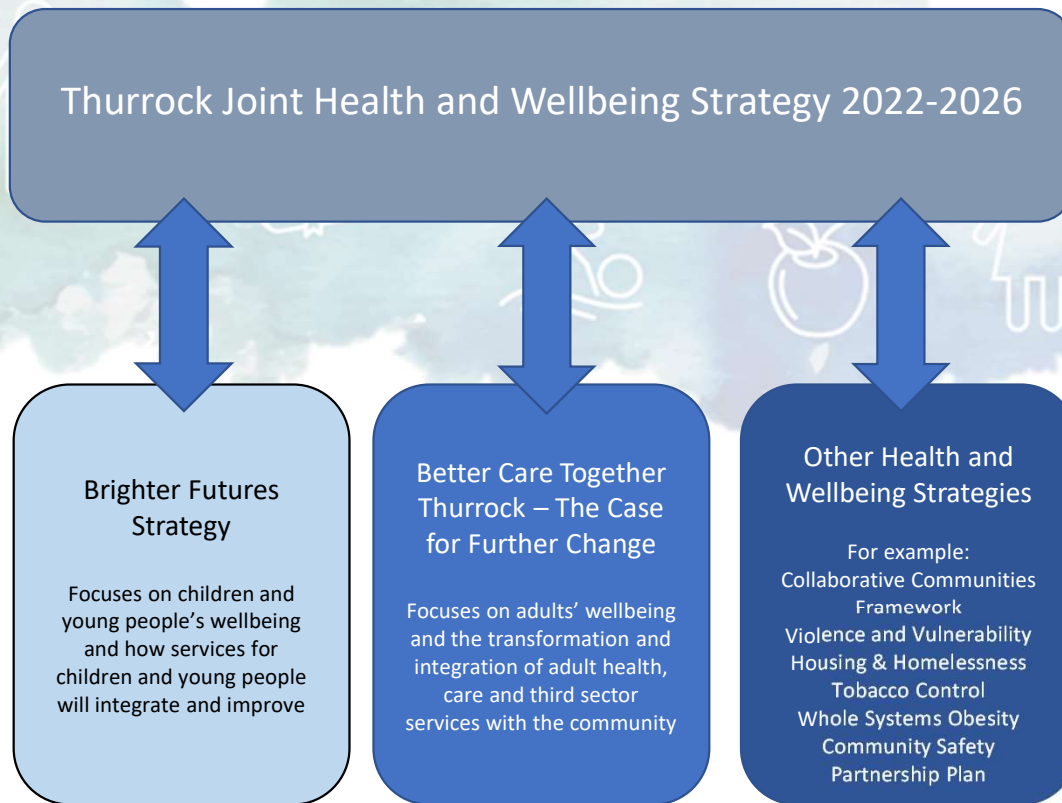 Thurrock Joint Health and Wellbeing Strategy 2022-2026
Brighter Futures
Strategy
Focuses on children and
young people’s wellbeing
and how services for
children and young people
will integrate and improve
Better Care Together
Thurrock – The Case
for Further Change
Focuses on adults’ wellbeing
and the transformation and
integration of adult health,
care and third sector
services with the community
Other Health and
Wellbeing Strategies
For example:
Collaborative Communities
Framework
Violence and Vulnerability
Housing & Homelessness
Tobacco Control
Whole Systems Obesity
Community Safety
Partnership Plan